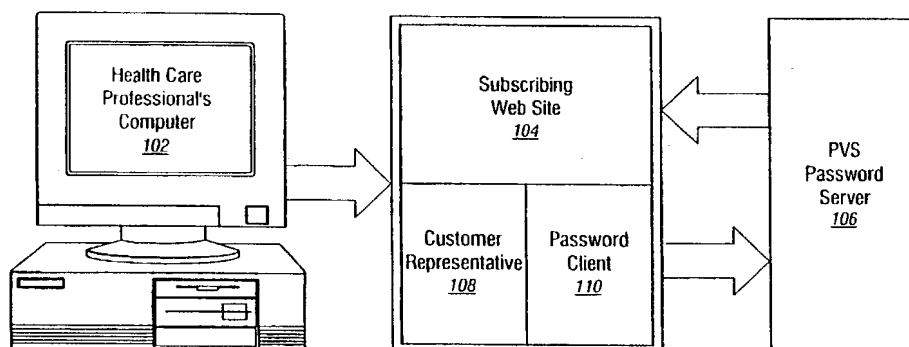 Health Care
Professional's
Computer
102
Subscribing
Web Site
104
Customer
Representative
108
Password
Client
110
PVS
Password
Server
106